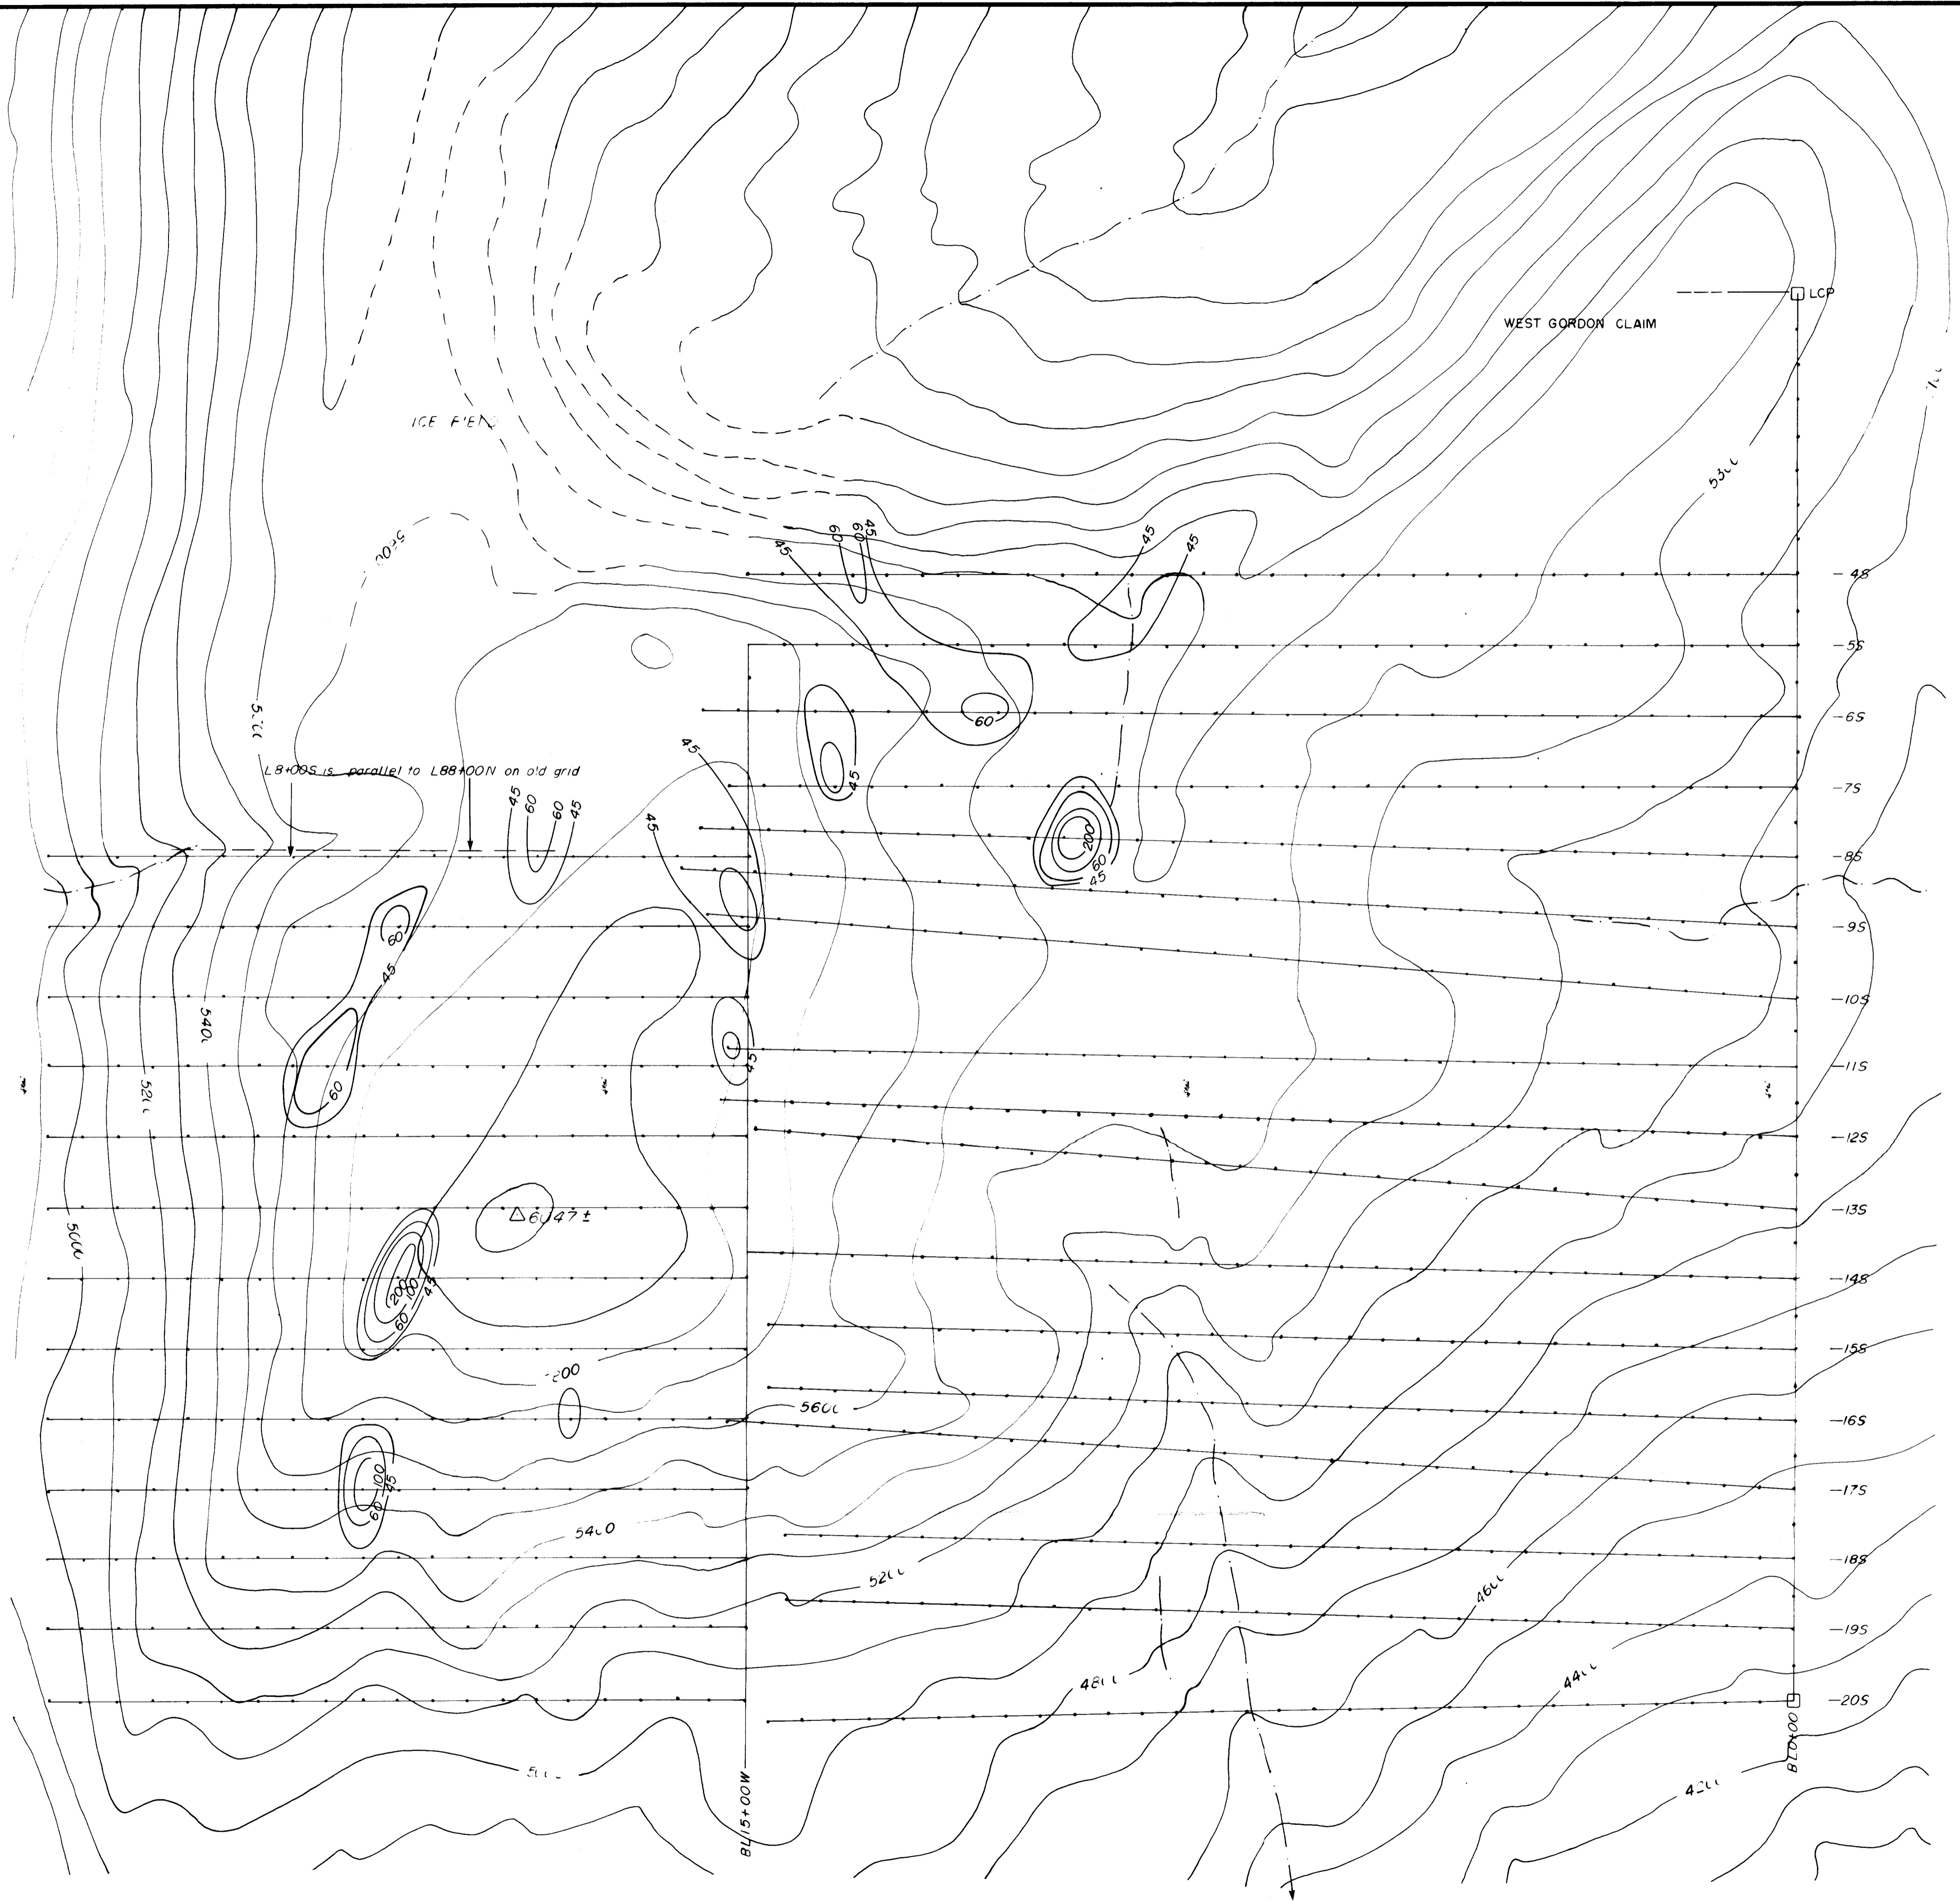 LCP
WEST GORDON CLAIM
5300
ICE FIELD
5600
45
60
60
45
45
45
-4S
-5S
60
-6S
45
45
L8+00S is parallel to L88+00N on old grid
-7S
45
60
60
45
45
200
60
45
-8S
60
-9S
45
-10S
5400
45
-11S
60
5200
-12S
△6047±
-13S
5000
200
100
45
60
-14S
-15S
5600
-16S
100
45
60
-17S
5400
-18S
5200
4600
-19S
4800
4400
-20S
BL0+00
4200
BL15+00W